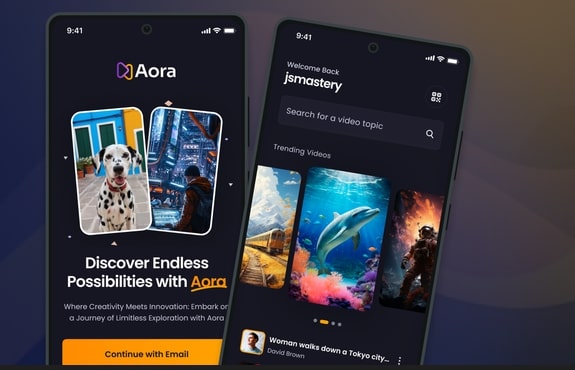 9:41
Aora
Discover Endless
Possibilities with Aora
Where Creativity Meets Innovation: Embark on
a Journey of Limitless Exploration with Aora
Continue with Email
9:41
Welcome Back
jsmastery
Search for a video topic
Trending Videos
Woman walks down a Tokyo city...
David Brown